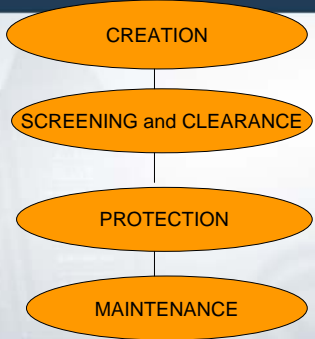 CREATION
SCREENING and CLEARANCE
PROTECTION
MAINTENANCE